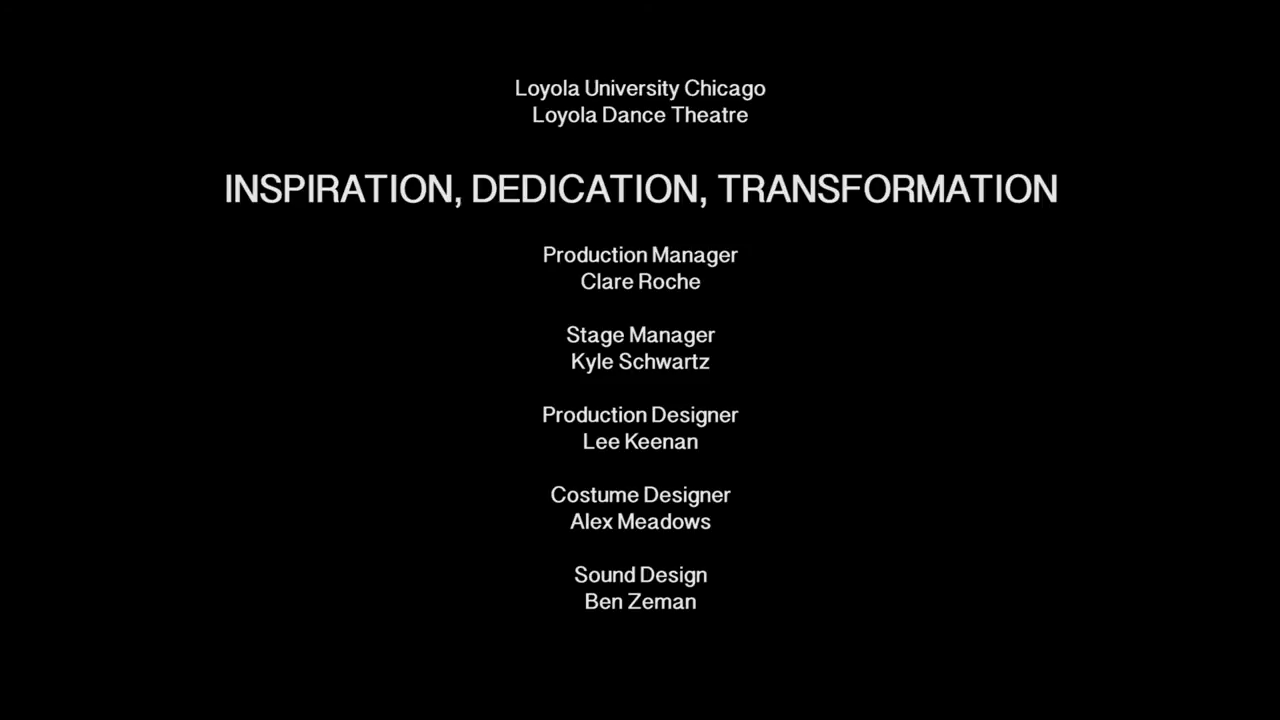 Loyola University Chicago
Loyola Dance Theatre
INSPIRATION, DEDICATION, TRANSFORMATION
Production Manager
Clare Roche
Stage Manager
Kyle Schwartz
Production Designer
Lee Keenan
Costume Designer
Alex Meadows
Sound Design
Ben Zeman